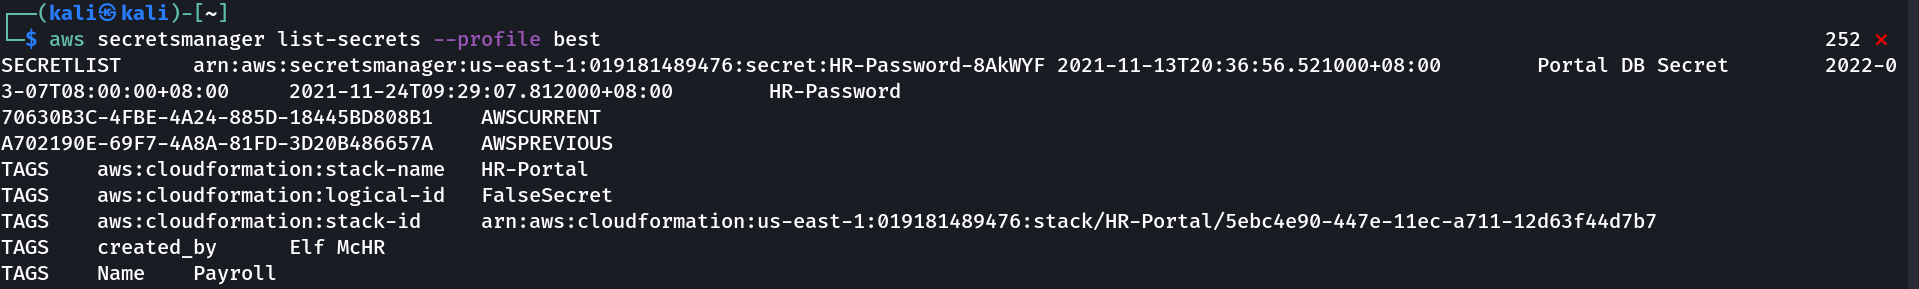 ┌──(kali㉿kali)-[~]
└─$ aws secretsmanager list-secrets --profile best 252 ⨯
SECRETLIST arn:aws:secretsmanager:us-east-1:019181489476:secret:HR-Password-8AkWYF 2021-11-13T20:36:56.521000+08:00 Portal DB Secret 2022-0
3-07T08:00:00+08:00 2021-11-24T09:29:07.812000+08:00 HR-Password
70630B3C-4FBE-4A24-885D-18445BD808B1 AWSCURRENT
A702190E-69F7-4A8A-81FD-3D20B486657A AWSPREVIOUS
TAGS aws:cloudformation:stack-name HR-Portal
TAGS aws:cloudformation:logical-id FalseSecret
TAGS aws:cloudformation:stack-id arn:aws:cloudformation:us-east-1:019181489476:stack/HR-Portal/5ebc4e90-447e-11ec-a711-12d63f44d7b7
TAGS created_by Elf McHR
TAGS Name Payroll